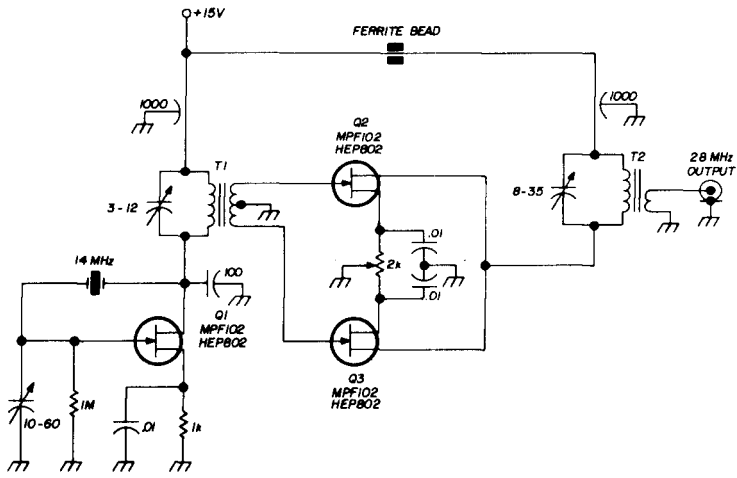 +15V
FERRITE BEAD
1000
1000
Q2
MPF102
HEP802
T1
T2
28 MHz
OUTPUT
3-12
8-35
.01
14 MHz
100
2k
.01
Q1
MPF102
HEP802
Q3
MPF102
HEP802
10-60
1M
.01
1k